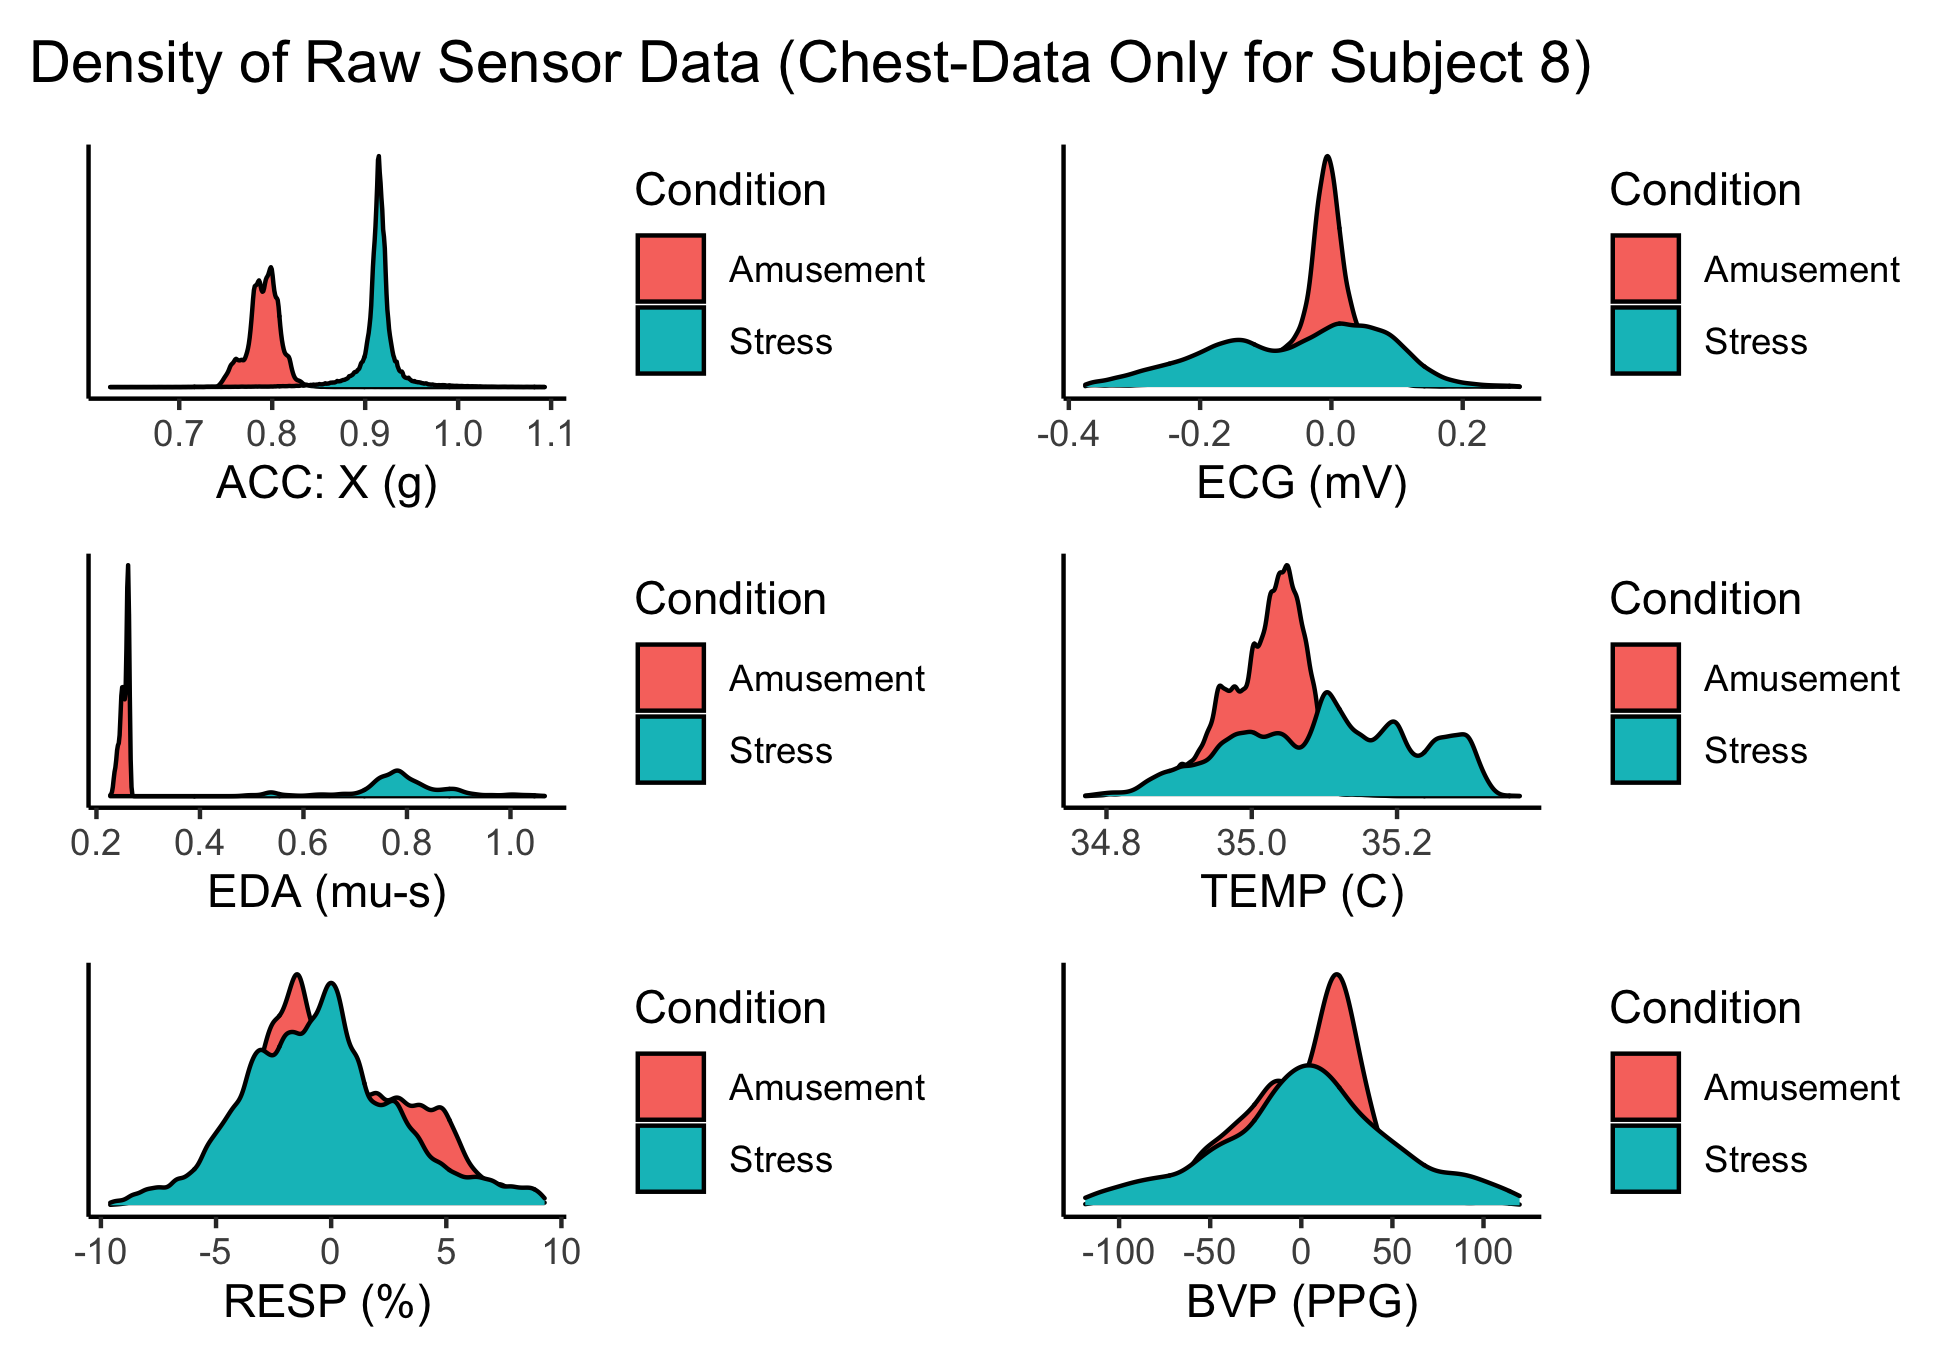 Density of Raw Sensor Data (Chest-Data Only for Subject 8)
Condition
Amusement
Stress
0.7 0.8 0.9 1.0 1.1
ACC: X (g)
Condition
Amusement
Stress
-0.4 -0.2 0.0 0.2
ECG (mV)
Condition
Amusement
Stress
0.2 0.4 0.6 0.8 1.0
EDA (mu-s)
Condition
Amusement
Stress
34.8 35.0 35.2
TEMP (C)
Condition
Amusement
Stress
-10 -5 0 5 10
RESP (%)
Condition
Amusement
Stress
-100 -50 0 50 100
BVP (PPG)